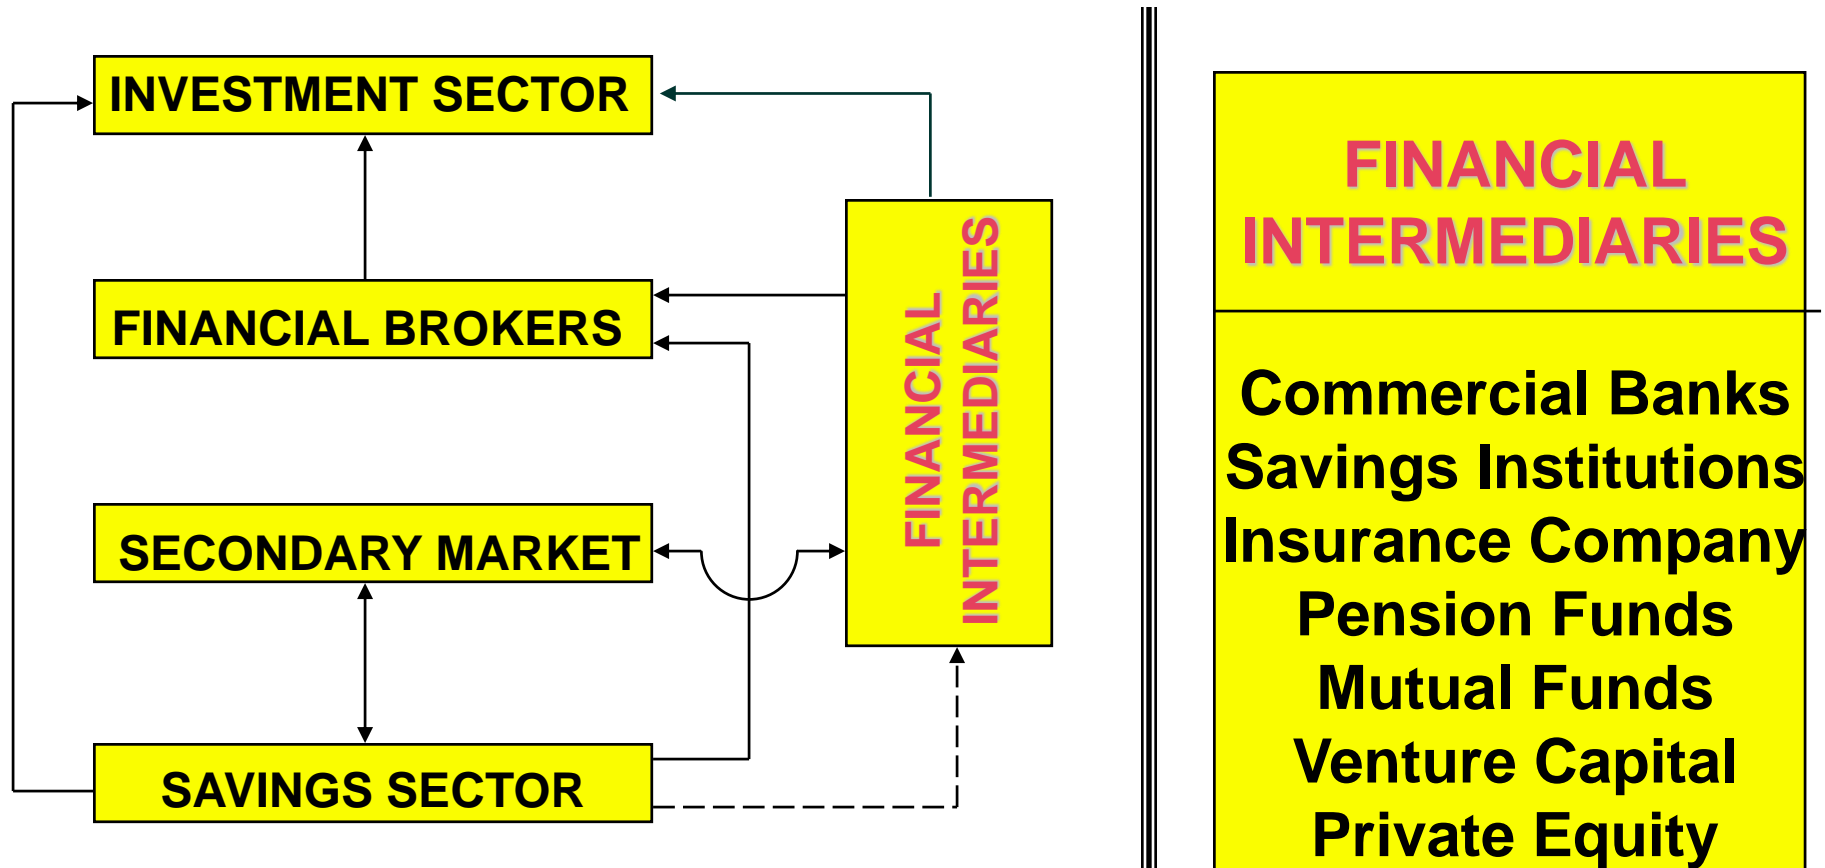 INVESTMENT SECTOR
FINANCIAL BROKERS
SECONDARY MARKET
SAVINGS SECTOR
FINANCIAL
INTERMEDIARIES
FINANCIAL
INTERMEDIARIES
Commercial Banks
Savings Institutions
Insurance Company
Pension Funds
Mutual Funds
Venture Capital
Private Equity